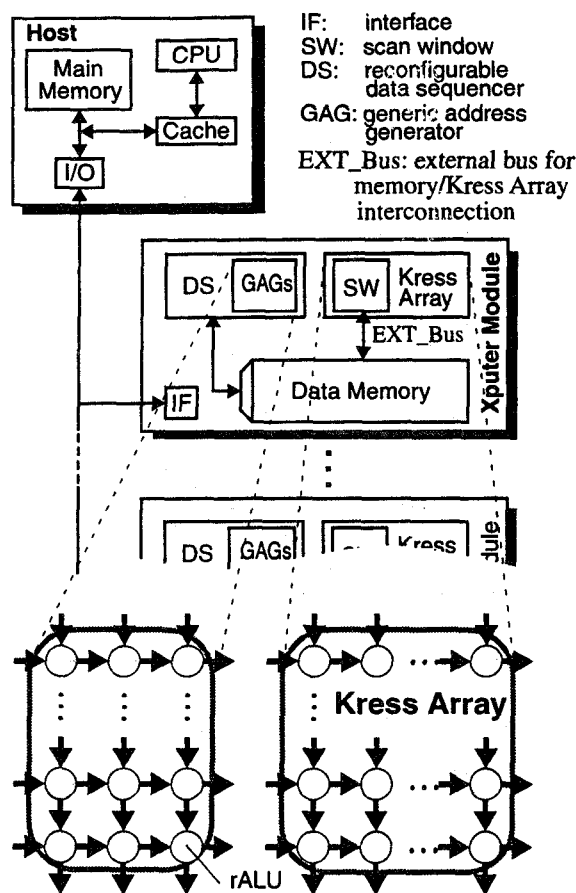 Host
CPU
Main
Memory
Cache
I/O
IF: interface
SW: scan window
DS: reconfigurable
data sequencer
GAG: generic address
generator
EXT_Bus: external bus for
memory/Kress Array
interconnection
DS
GAGs
SW
Kress
Array
Xputer Module
EXT_Bus
Data Memory
IF
DS
GAGs
Kress
Kress Array
rALU